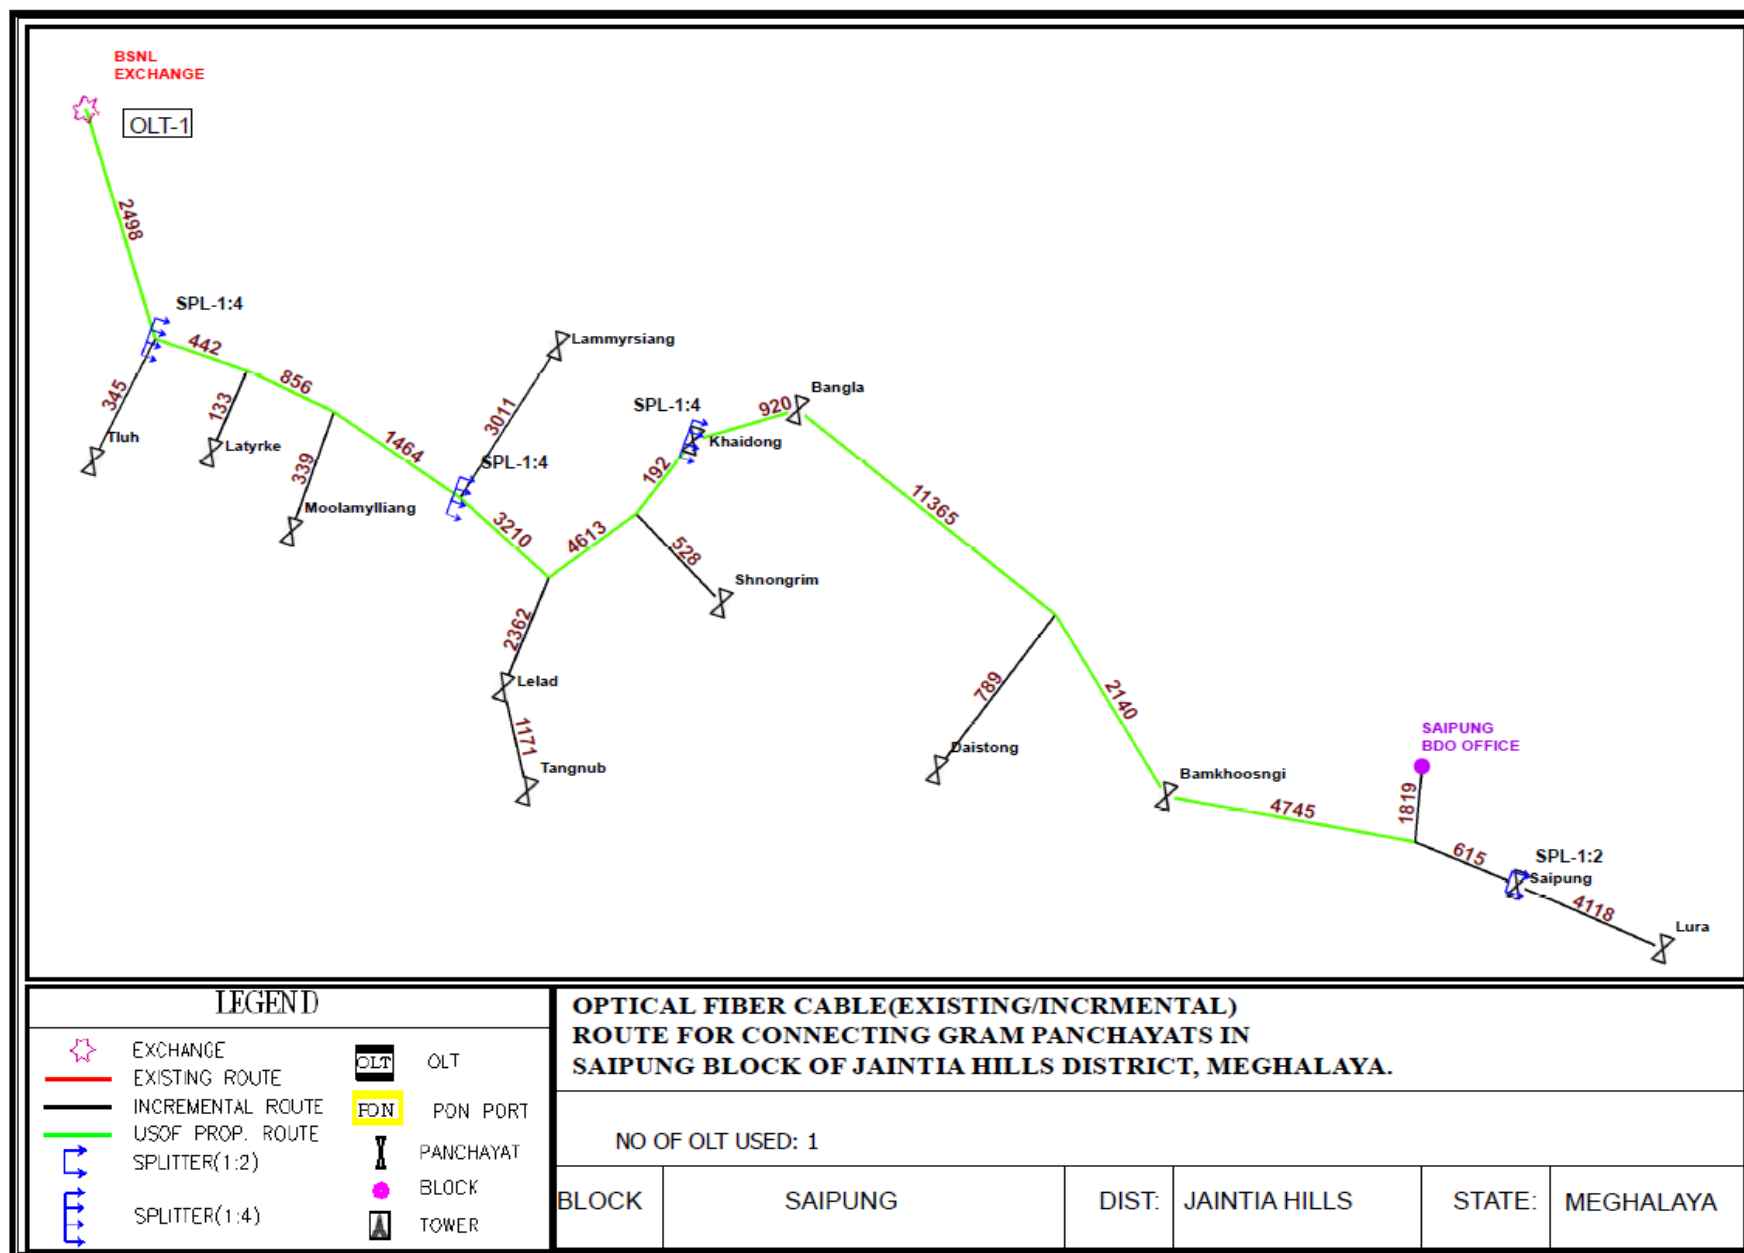 BSNL
EXCHANGE
OLT-1
2498
SPL-1:4
442
345
Tluh
133
Latyrke
856
339
Moolamylliang
1464
Lammyrsiang
3011
SPL-1:4
3210
2362
Lelad
1171
Tangnub
4613
528
Shnongrim
192
SPL-1:4
Khaidong
920
Bangla
11365
789
Daistong
2140
Bamkhoosngi
4745
SAIPUNG
BDO OFFICE
1819
615
SPL-1:2
Saipung
4118
Lura
LEGEND
EXCHANGE
EXISTING ROUTE
INCREMENTAL ROUTE
USOF PROP. ROUTE
SPLITTER(1:2)
SPLITTER(1:4)
OLT OLT
PON PON PORT
PANCHAYAT
BLOCK
TOWER
OPTICAL FIBER CABLE(EXISTING/INCRMENTAL)
ROUTE FOR CONNECTING GRAM PANCHAYATS IN
SAIPUNG BLOCK OF JAINTIA HILLS DISTRICT, MEGHALAYA.
NO OF OLT USED: 1
BLOCK SAIPUNG DIST: JAINTIA HILLS STATE: MEGHALAYA